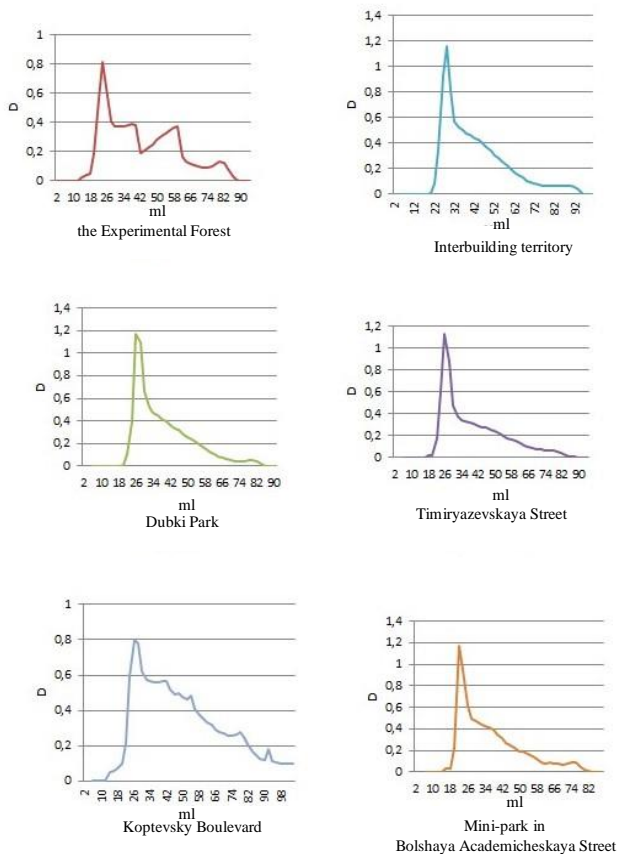 1
0,8
0,6
0,4
0,2
0
D
2 10 18 26 34 42 50 58 66 74 82 90
ml
the Experimental Forest
1,4
1,2
1
0,8
0,6
0,4
0,2
0
D
2 12 22 32 42 52 62 72 82 92
ml
Interbuilding territory
1,4
1,2
1
0,8
0,6
0,4
0,2
0
D
2 10 18 26 34 42 50 58 66 74 82 90
ml
Dubki Park
1,2
1
0,8
0,6
0,4
0,2
0
D
2 10 18 26 34 42 50 58 66 74 82 90
ml
Timiryazevskaya Street
1
0,8
0,6
0,4
0,2
0
D
2 10 18 26 34 42 50 58 66 74 82 90 98
ml
Koptevsky Boulevard
1,4
1,2
1
0,8
0,6
0,4
0,2
0
D
2 10 18 26 34 42 50 58 66 74 82
ml
Mini-park in
Bolshaya Academicheskaya Street